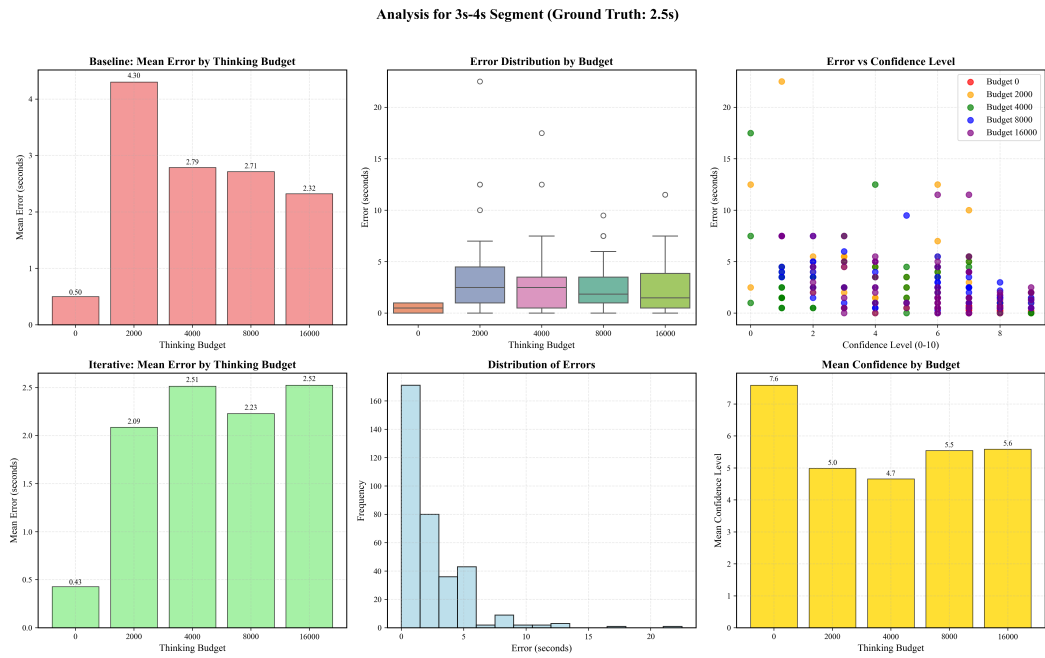 Analysis for 3s-4s Segment (Ground Truth: 2.5s)
Baseline: Mean Error by Thinking Budget
Mean Error (seconds)
4
3
2
1
0
0.50
4.30
2.79
2.71
2.32
0 2000 4000 8000 16000
Thinking Budget
Error Distribution by Budget
Error (seconds)
20
15
10
5
0
0 2000 4000 8000 16000
Thinking Budget
Error vs Confidence Level
Error (seconds)
20
15
10
5
0
Budget 0
Budget 2000
Budget 4000
Budget 8000
Budget 16000
0 2 4 6 8
Confidence Level (0-10)
Iterative: Mean Error by Thinking Budget
Mean Error (seconds)
2.5
2.0
1.5
1.0
0.5
0.0
0.43
2.09
2.51
2.23
2.52
0 2000 4000 8000 16000
Thinking Budget
Distribution of Errors
Frequency
160
140
120
100
80
60
40
20
0
0 5 10 15 20
Error (seconds)
Mean Confidence by Budget
Mean Confidence Level
7
6
5
4
3
2
1
0
7.6
5.0
4.7
5.5
5.6
0 2000 4000 8000 16000
Thinking Budget